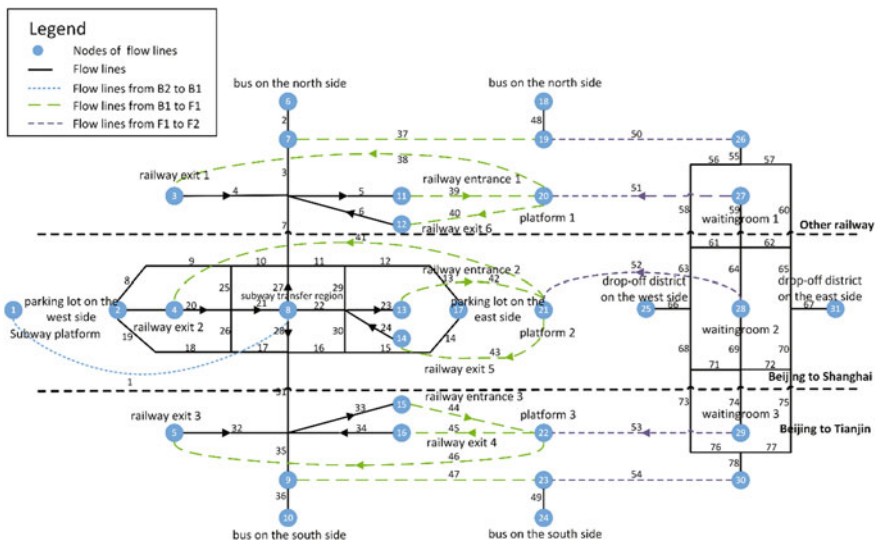 Legend
Nodes of flow lines
Flow lines
Flow lines from B2 to B1
Flow lines from B1 to F1
Flow lines from F1 to F2
bus on the north side
bus on the north side
6
18
2
48
7
37
19
50
26
3
38
56
55
57
railway exit 1
railway entrance 1
3
4
5
11
39
20
51
27
6
40
12
platform 1
58
59
waitingroom 1
60
railway exit 6
7
Other railway
41
61
62
9
10
11
12
railway entrance 2
52
63
64
65
8
25
27
29
13
42
drop-off district
on the west side
drop-off district
on the east side
subway transfer region
1
parking lot on the
west side
2
20
4
21
8
22
23
13
parking lot on the
east side
17
21
25
66
28
67
31
Subway platform
railway exit 2
26
28
30
24
14
platform 2
waitingroom 2
19
18
17
16
15
14
43
68
69
70
railway exit 5
71
72
1
Beijing to Shanghai
31
railway entrance 3
73
74
75
railway exit 3
33
15
44
platform 3
waitingroom 3
Beijing to Tianjin
5
32
34
16
45
22
53
29
railway exit 4
35
46
76
77
9
47
23
54
78
30
36
49
10
24
bus on the south side
bus on the south side